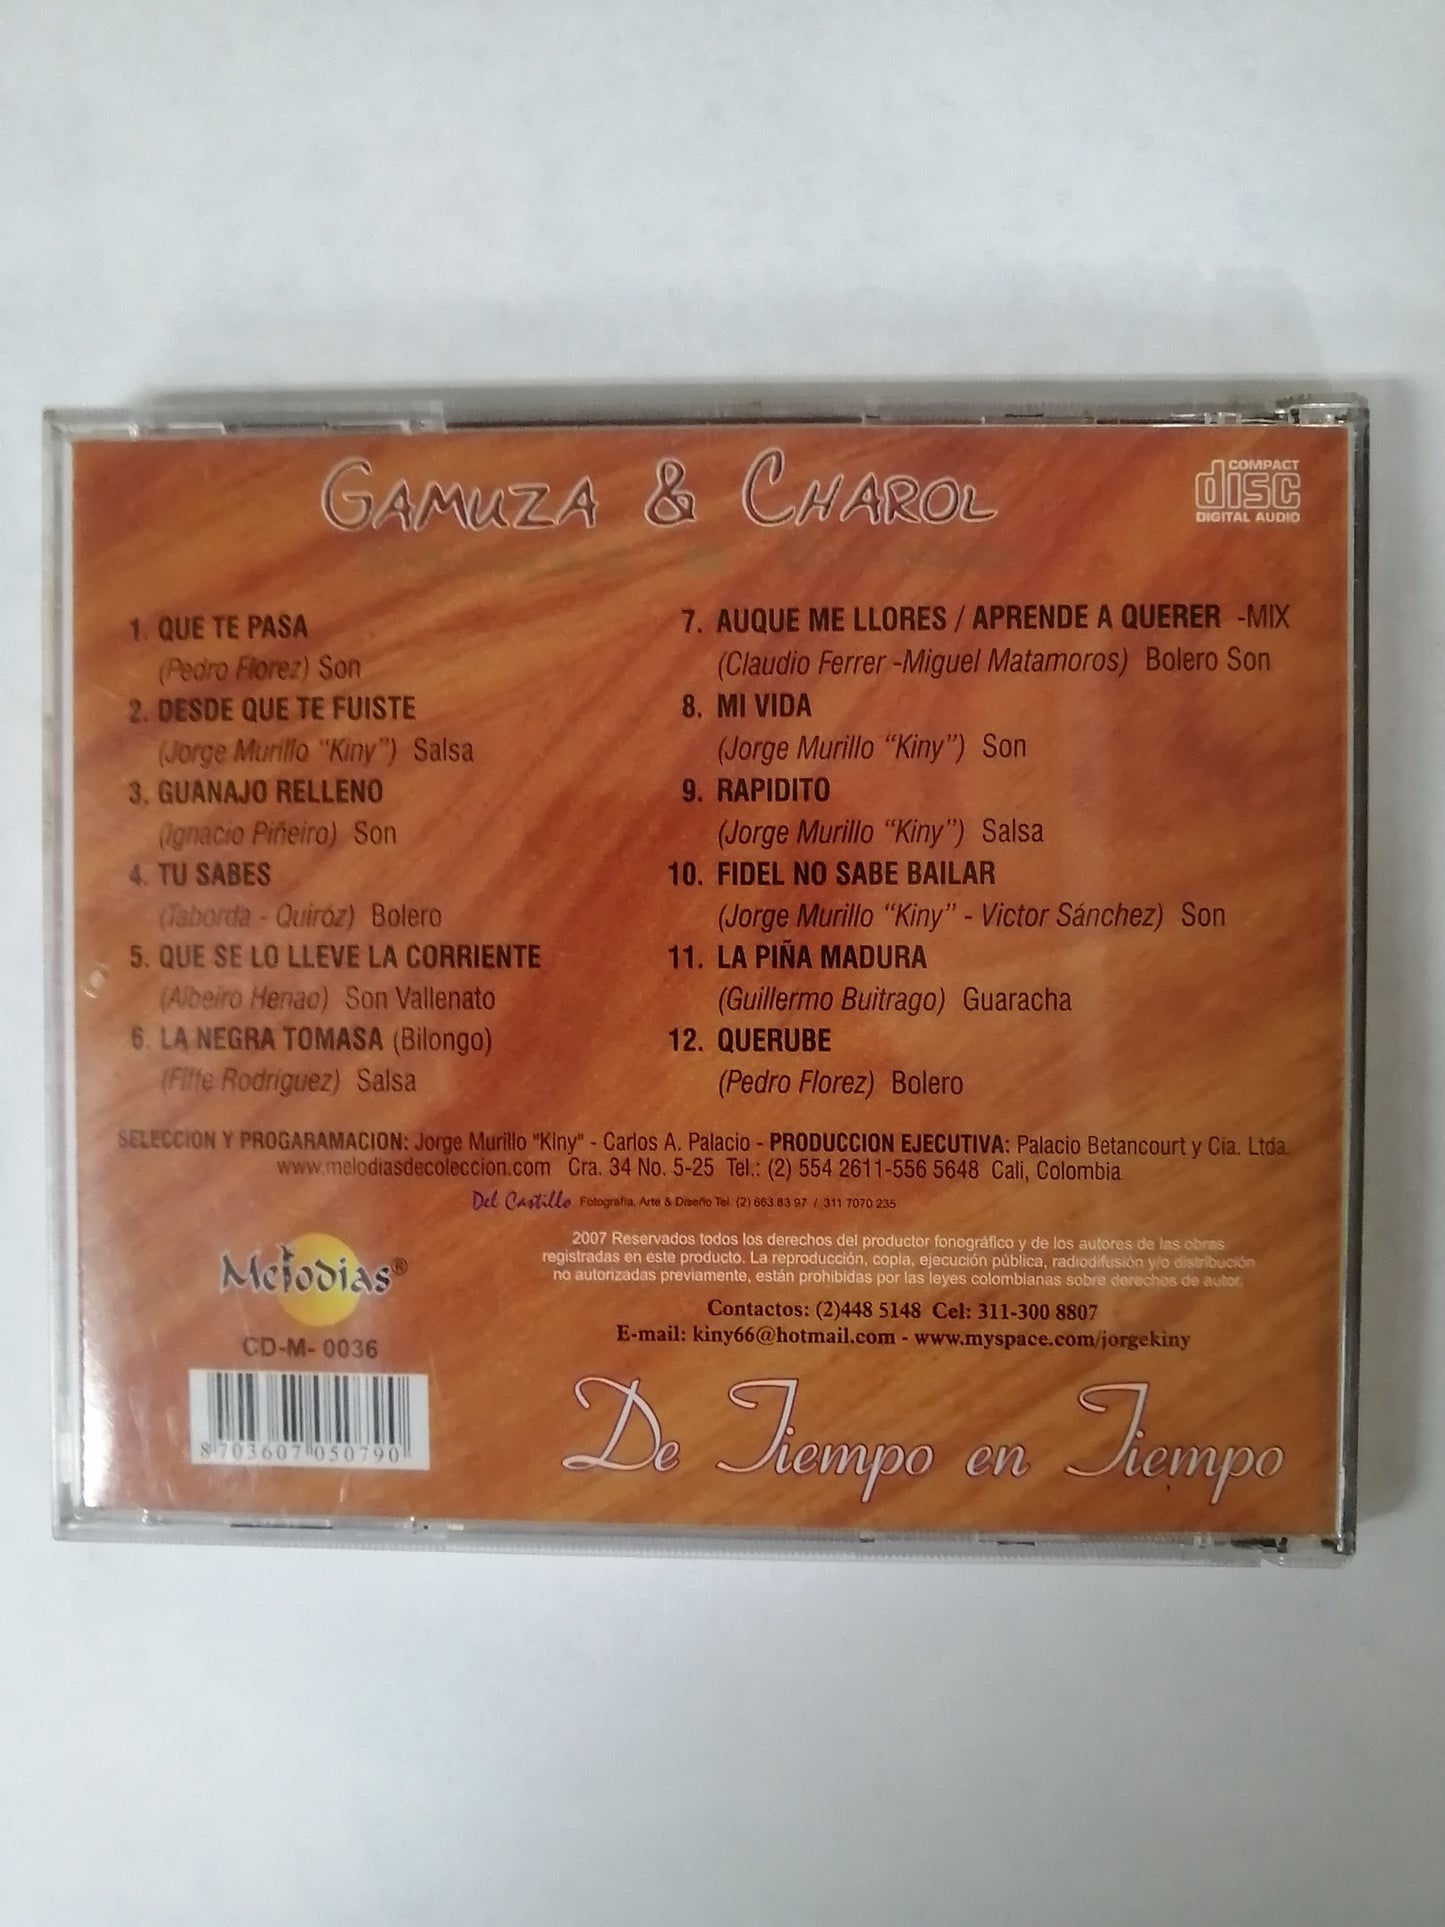 GAMUZA & CHAROL
COMPACT
disc
DIGITAL AUDIO
1. QUE TE PASA
(Pedro Florez) Son
2. DESDE QUE TE FUISTE
(Jorge Murillo "Kiny") Salsa
3. GUANAJO RELLENO
(Ignacio Piñeiro) Son
4. TU SABES
(Taborda - Quiróz) Bolero
5. QUE SE LO LLEVE LA CORRIENTE
(Albeiro Henao) Son Vallenato
6. LA NEGRA TOMASA (Bilongo)
(Fiffe Rodríguez) Salsa
7. AUQUE ME LLORES / APRENDE A QUERER -MIX
(Claudio Ferrer -Miguel Matamoros) Bolero Son
8. MI VIDA
(Jorge Murillo "Kiny") Son
9. RAPIDITO
(Jorge Murillo "Kiny") Salsa
10. FIDEL NO SABE BAILAR
(Jorge Murillo "Kiny" - Victor Sánchez) Son
11. LA PIÑA MADURA
(Guillermo Buitrago) Guaracha
12. QUERUBE
(Pedro Florez) Bolero
SELECCION Y PROGARAMACION: Jorge Murillo "Kiny" - Carlos A. Palacio - PRODUCCION EJECUTIVA: Palacio Betancourt y Cia. Ltda.
www.melodiasdecoleccion.com Cra. 34 No. 5-25 Tel.: (2) 554 2611-556 5648 Cali, Colombia
Del Castillo Fotografía, Arte & Diseño Tel. (2) 663 83 97 / 311 7070 235
2007 Reservados todos los derechos del productor fonográfico y de los autores de las obras
registradas en este producto. La reproducción, copia, ejecución pública, radiodifusión y/o distribución
no autorizadas previamente, están prohibidas por las leyes colombianas sobre derechos de autor.
Melodias®
CD-M- 0036
Contactos: (2)448 5148 Cel: 311-300 8807
E-mail: kiny66@hotmail.com - www.myspace.com/jorgekiny
8 703607 050790
De Tiempo en Tiempo